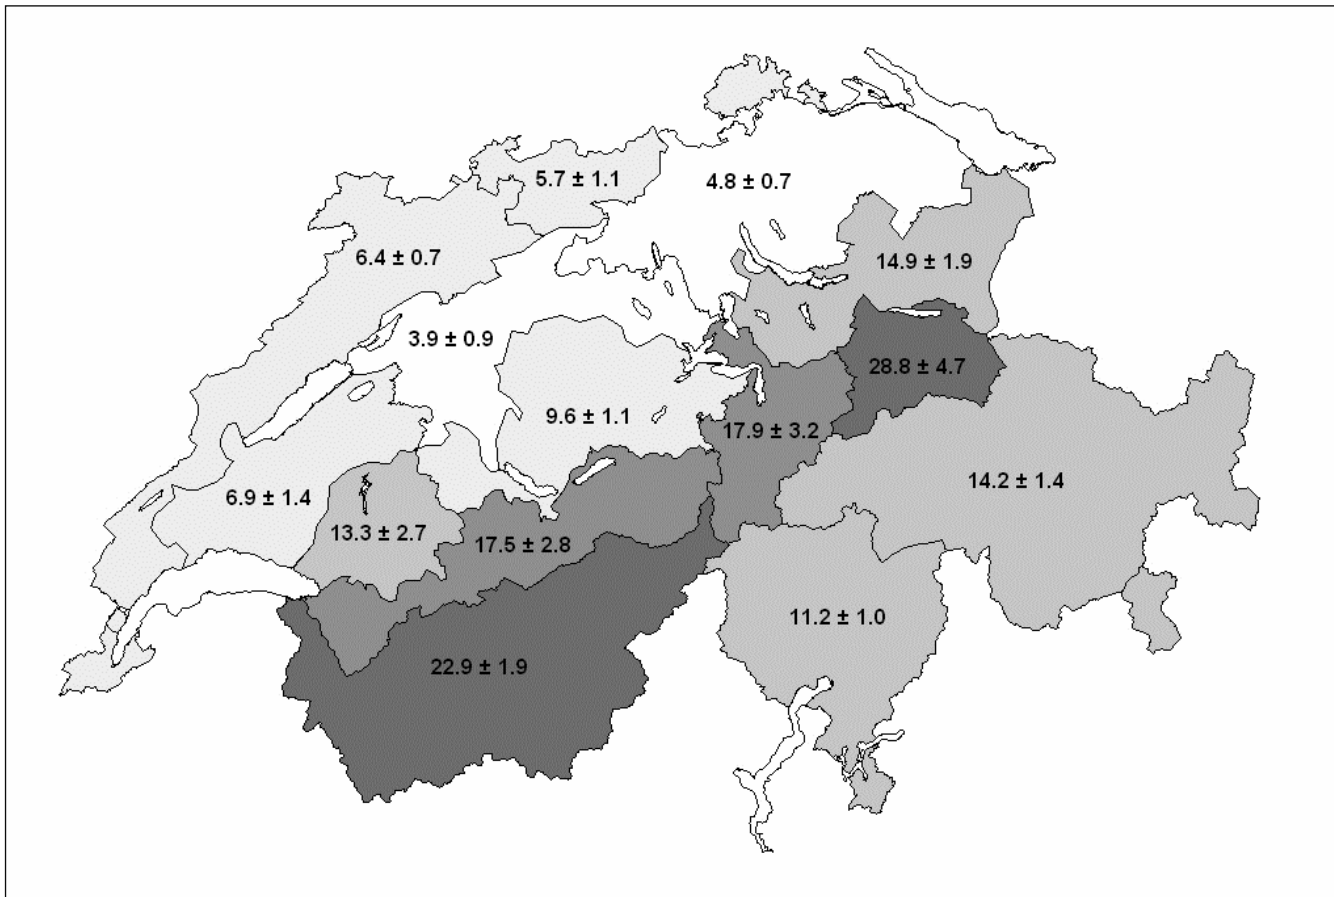 5.7 ± 1.1
4.8 ± 0.7
6.4 ± 0.7
14.9 ± 1.9
3.9 ± 0.9
28.8 ± 4.7
9.6 ± 1.1
17.9 ± 3.2
14.2 ± 1.4
6.9 ± 1.4
13.3 ± 2.7
17.5 ± 2.8
11.2 ± 1.0
22.9 ± 1.9